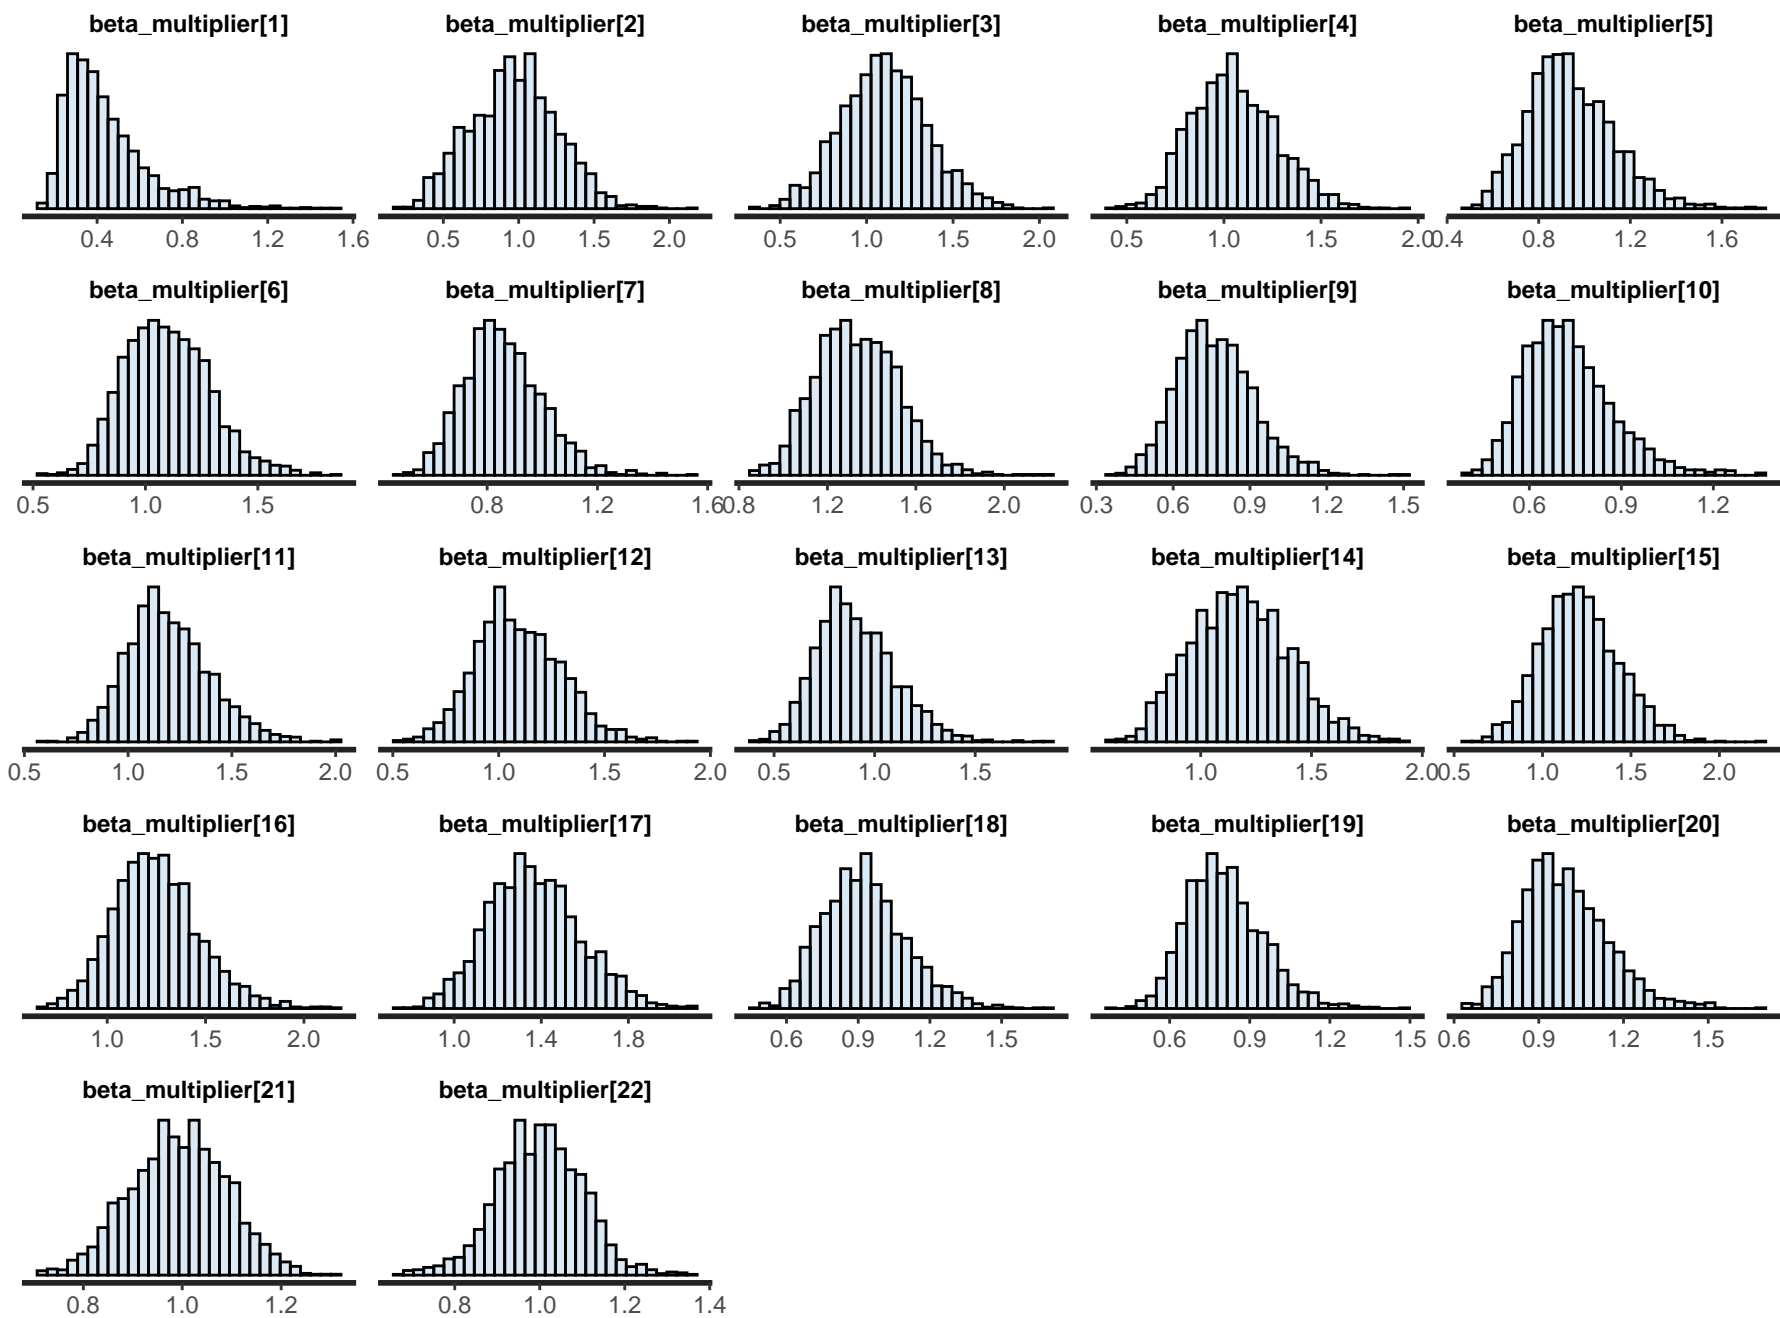 beta_multiplier[1] beta_multiplier[2] beta_multiplier[3] beta_multiplier[4] beta_multiplier[5]
0.4 0.8 1.2 1.6 0.5 1.0 1.5 2.0 0.5 1.0 1.5 2.0 0.5 1.0 1.5 2.0 0.4 0.8 1.2 1.6
beta_multiplier[6] beta_multiplier[7] beta_multiplier[8] beta_multiplier[9] beta_multiplier[10]
0.5 1.0 1.5 0.8 1.2 1.6 0.8 1.2 1.6 2.0 0.3 0.6 0.9 1.2 1.5 0.6 0.9 1.2
beta_multiplier[11] beta_multiplier[12] beta_multiplier[13] beta_multiplier[14] beta_multiplier[15]
0.5 1.0 1.5 2.0 0.5 1.0 1.5 2.0 0.5 1.0 1.5 1.0 1.5 2.0 0.5 1.0 1.5 2.0
beta_multiplier[16] beta_multiplier[17] beta_multiplier[18] beta_multiplier[19] beta_multiplier[20]
1.0 1.5 2.0 1.0 1.4 1.8 0.6 0.9 1.2 1.5 0.6 0.9 1.2 1.5 0.6 0.9 1.2 1.5
beta_multiplier[21] beta_multiplier[22]
0.8 1.0 1.2 0.8 1.0 1.2 1.4